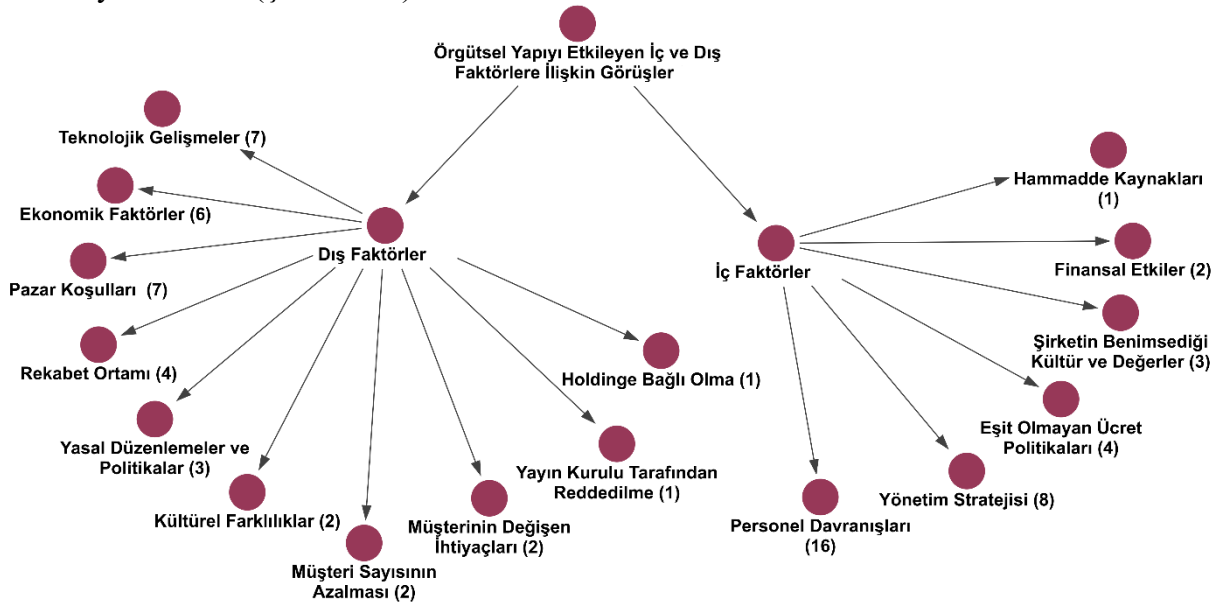 Örgütsel Yapıyı Etkileyen İç ve Dış
Faktörlere İlişkin Görüşler
Teknolojik Gelişmeler (7)
Ekonomik Faktörler (6)
Pazar Koşulları (7)
Rekabet Ortamı (4)
Yasal Düzenlemeler ve
Politikalar (3)
Kültürel Farklılıklar (2)
Müşteri Sayısının
Azalması (2)
Müşterinin Değişen
İhtiyaçları (2)
Yayın Kurulu Tarafından
Reddedilme (1)
Holdinge Bağlı Olma (1)
Dış Faktörler
İç Faktörler
Hammadde Kaynakları
(1)
Finansal Etkiler (2)
Şirketin Benimsediği
Kültür ve Değerler (3)
Eşit Olmayan Ücret
Politikaları (4)
Yönetim Stratejisi (8)
Personel Davranışları
(16)